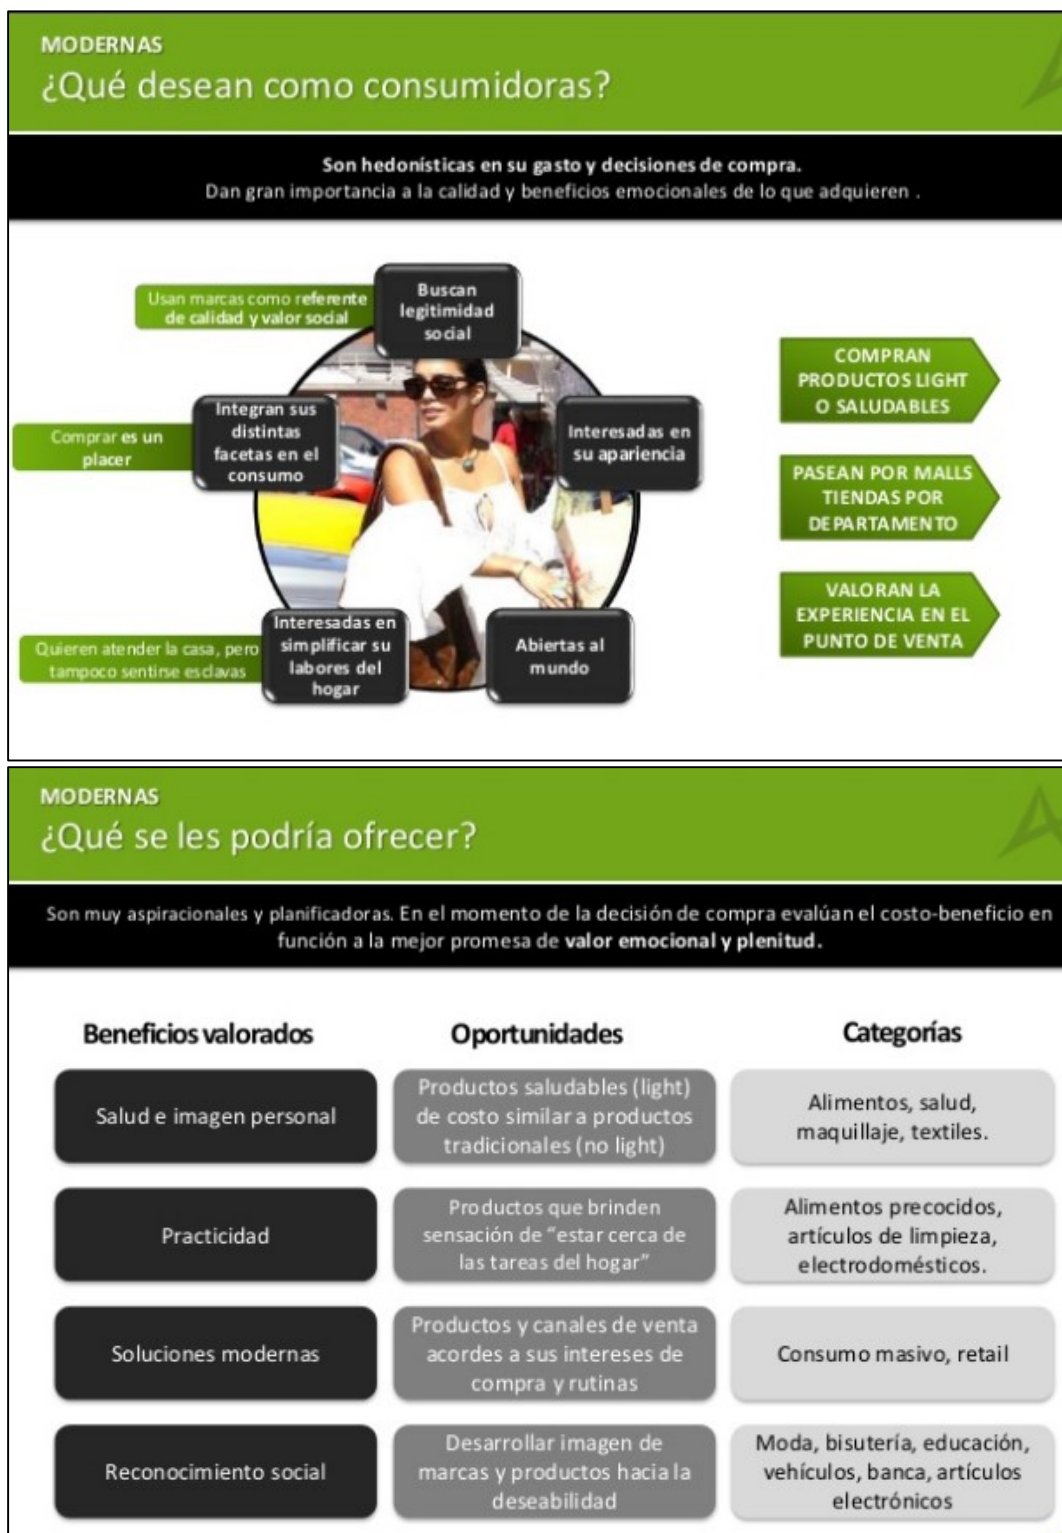 MODERNAS
¿Qué desean como consumidoras?
Son hedonísticas en su gasto y decisiones de compra.
Dan gran importancia a la calidad y beneficios emocionales de lo que adquieren .
Buscan
legitimidad
social
Usan marcas como referente
de calidad y valor social
Integran sus
distintas
facetas en el
consumo
Comprar es un
placer
Interesadas en
su apariencia
Interesadas en
simplificar su
labores del
hogar
Quieren atender la casa, pero
tampoco sentirse esclavas
Abiertas al
mundo
COMPRAN
PRODUCTOS LIGHT
O SALUDABLES
PASEAN POR MALLS
TIENDAS POR
DEPARTAMENTO
VALORAN LA
EXPERIENCIA EN EL
PUNTO DE VENTA
MODERNAS
¿Qué se les podría ofrecer?
Son muy aspiracionales y planificadoras. En el momento de la decisión de compra evalúan el costo-beneficio en
función a la mejor promesa de valor emocional y plenitud.
Beneficios valorados
Oportunidades
Categorías
Salud e imagen personal
Productos saludables (light)
de costo similar a productos
tradicionales (no light)
Alimentos, salud,
maquillaje, textiles.
Practicidad
Productos que brinden
sensación de “estar cerca de
las tareas del hogar”
Alimentos precocidos,
artículos de limpieza,
electrodomésticos.
Soluciones modernas
Productos y canales de venta
acordes a sus intereses de
compra y rutinas
Consumo masivo, retail
Reconocimiento social
Desarrollar imagen de
marcas y productos hacia la
deseabilidad
Moda, bisutería, educación,
vehículos, banca, artículos
electrónicos